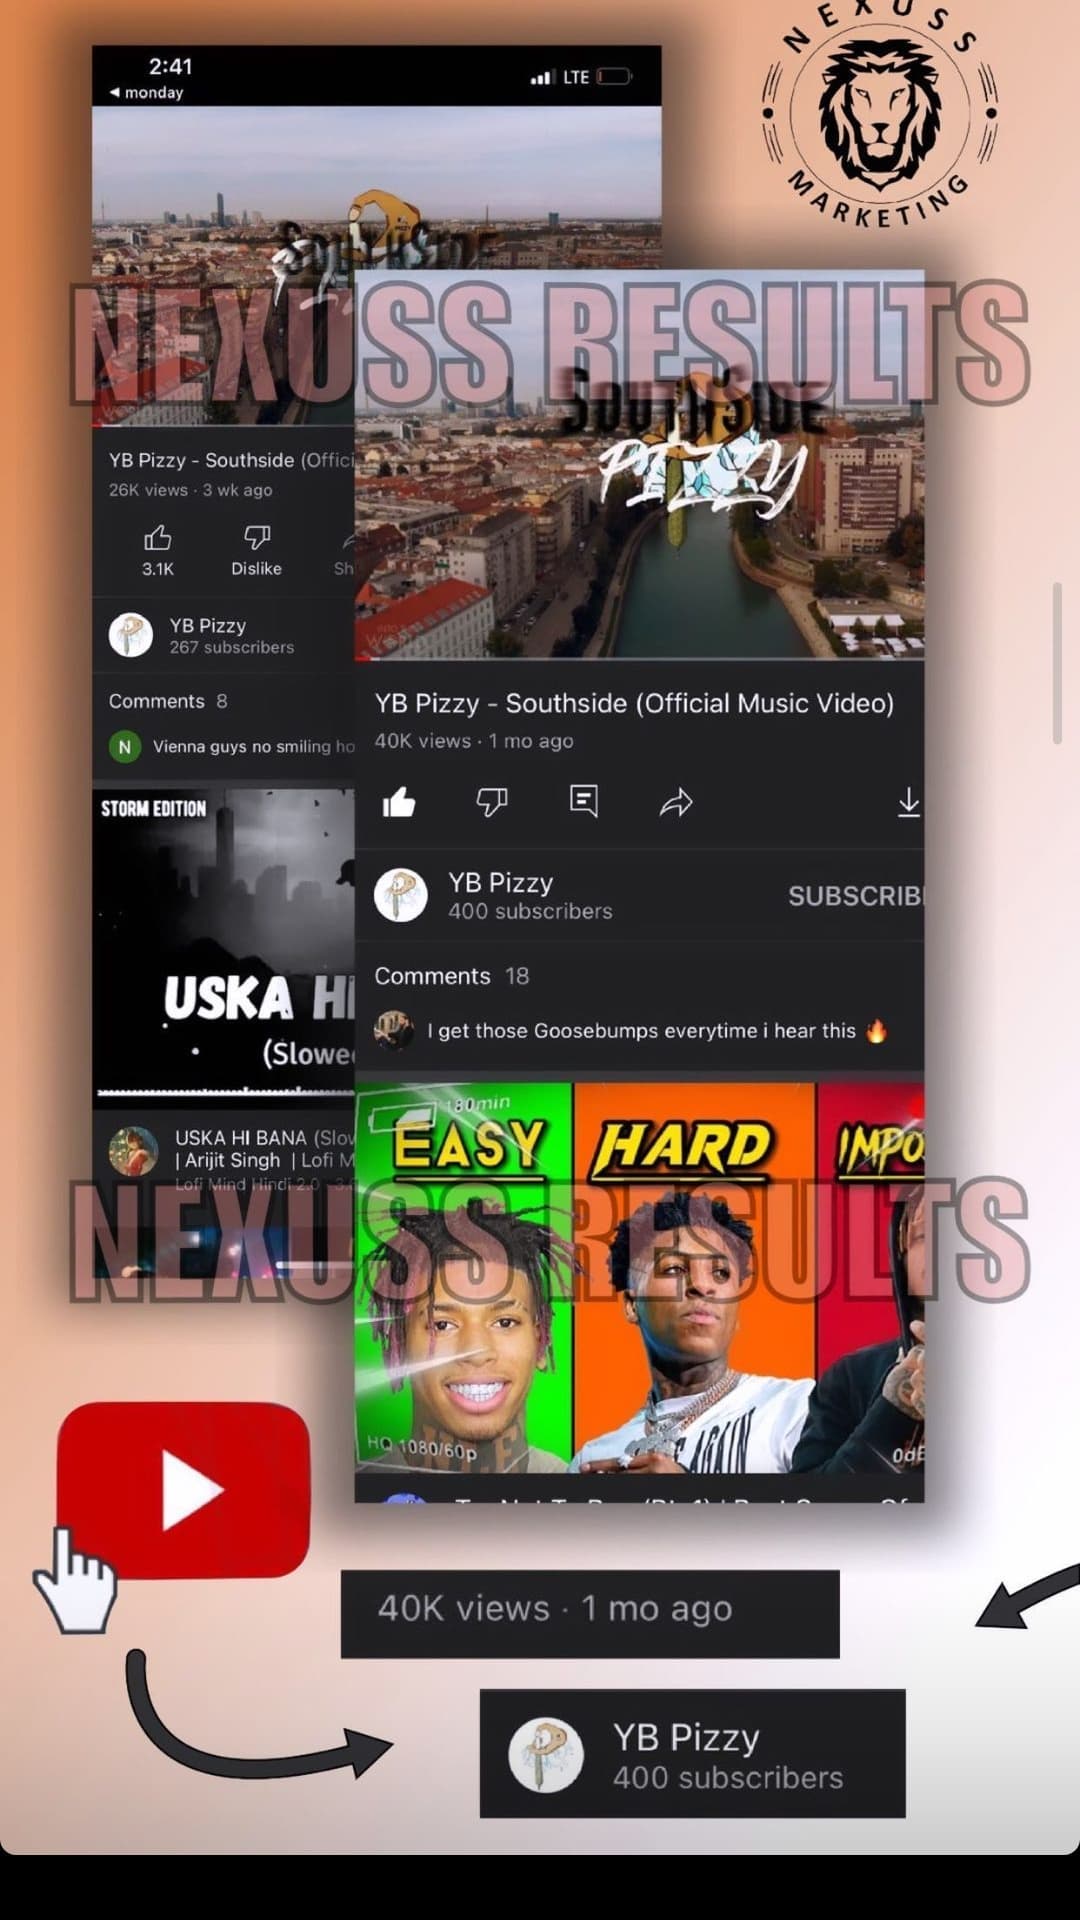 2:41
LTE
monday
NEXUSS
MARKETING
SOUTHSIDE
NEXUSS RESULTS
SOUTHSIDE
PIZZY
YB Pizzy - Southside (Offici
26K views · 3 wk ago
3.1K
Dislike
Sh
YB Pizzy
267 subscribers
Comments 8
N
Vienna guys no smiling ho
STORM EDITION
USKA HI
(Slowe
USKA HI BANA (Slow
| Arijit Singh | Lofi M
Lofi Mind Hindi 2.0
YB Pizzy - Southside (Official Music Video)
40K views · 1 mo ago
YB Pizzy
400 subscribers
SUBSCRIB
Comments 18
I get those Goosebumps everytime i hear this 🔥
180min
EASY
HARD
IMPO
NEXUSS RESULTS
HQ 1080/60p
40K views · 1 mo ago
YB Pizzy
400 subscribers